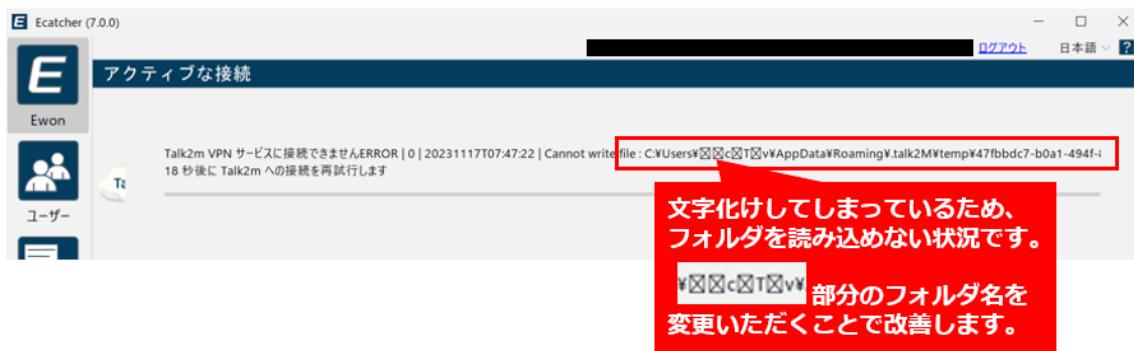 Ecatcher (7.0.0)
ログアウト 日本語 ?
アクティブな接続
Ewon
Talk2m VPN サービスに接続できませんERROR | 0 | 20231117T07:47:22 | Cannot write file : C:¥Users¥☒☒c☒T☒v¥AppData¥Roaming¥.talk2M¥temp¥47fbbdc7-b0a1-494f-
18 秒後に Talk2m への接続を再試行します
ユーザー
文字化けしてしまっているため、
フォルダを読み込めない状況です。
¥☒☒c☒T☒v¥ 部分のフォルダ名を
変更いただくことで改善します。